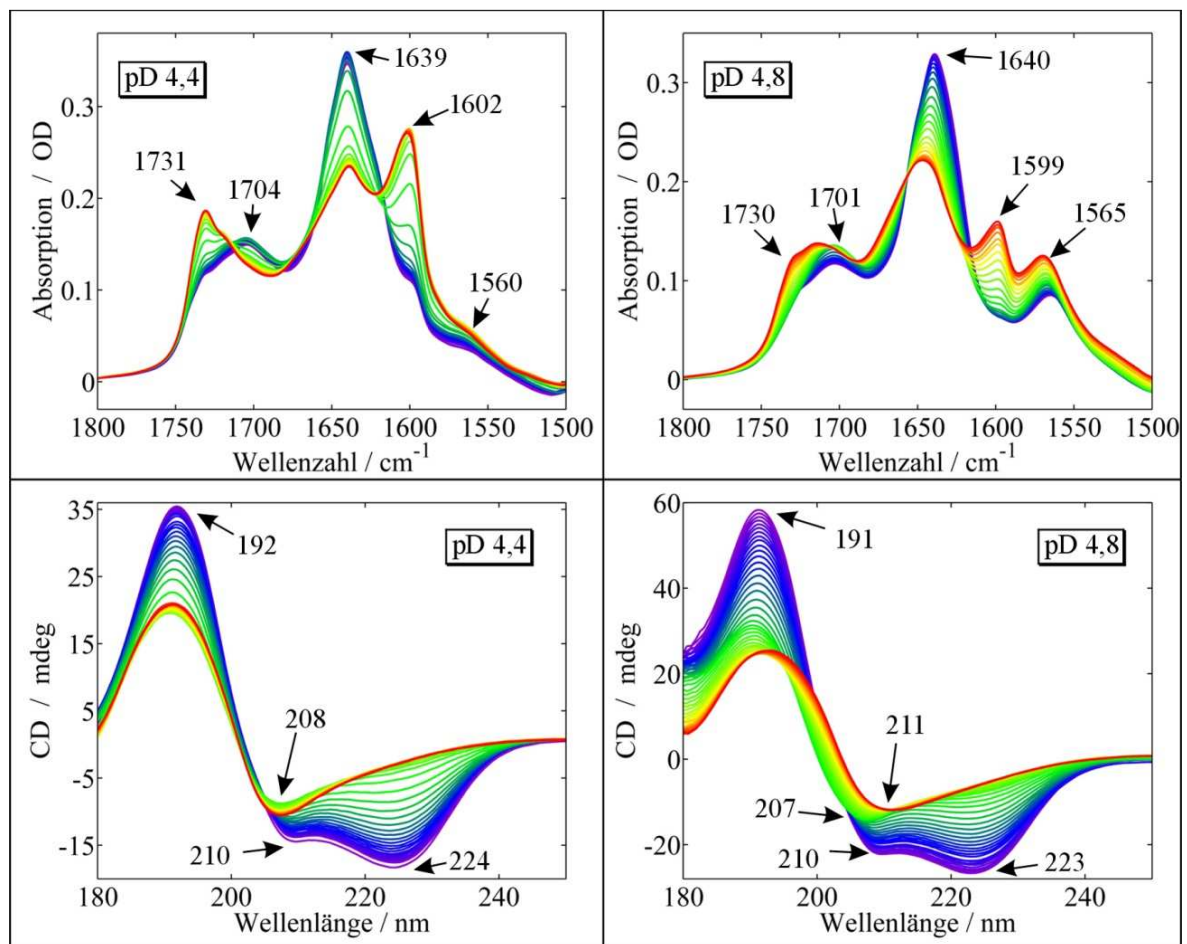 pD 4,4
1639
1602
1731
1704
1560
0.3
0.2
0.1
0
Absorption / OD
1800 1750 1700 1650 1600 1550 1500
Wellenzahl / cm⁻¹
pD 4,8
1640
1599
1565
1730
1701
0.3
0.2
0.1
0
Absorption / OD
1800 1750 1700 1650 1600 1550 1500
Wellenzahl / cm⁻¹
pD 4,4
192
208
210
224
35
25
15
5
-5
-15
CD / mdeg
180 200 220 240
Wellenlänge / nm
pD 4,8
191
211
207
210
223
60
40
20
0
-20
CD / mdeg
180 200 220 240
Wellenlänge / nm